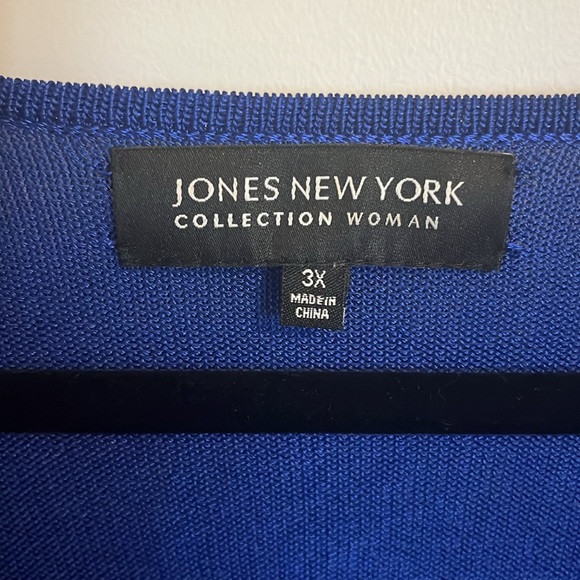 JONES NEW YORK
COLLECTION WOMAN
3X
MADE IN
CHINA